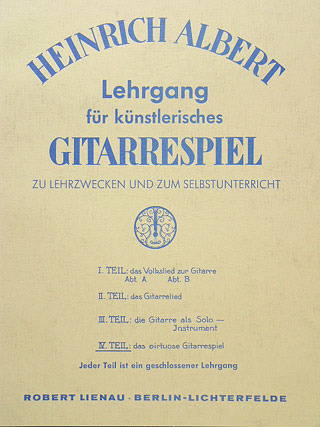 HEINRICH ALBERT
Lehrgang
für künstlerisches
GITARRESPIEL
ZU LEHRZWECKEN UND ZUM SELBSTUNTERRICHT
I. TEIL: das Volkslied zur Gitarre
Abt. A Abt. B
II. TEIL: das Gitarrelied
III. TEIL: die Gitarre als Solo —
Instrument
IV. TEIL: das virtuose Gitarrespiel
Jeder Teil ist ein geschlossener Lehrgang
ROBERT LIENAU · BERLIN-LICHTERFELDE